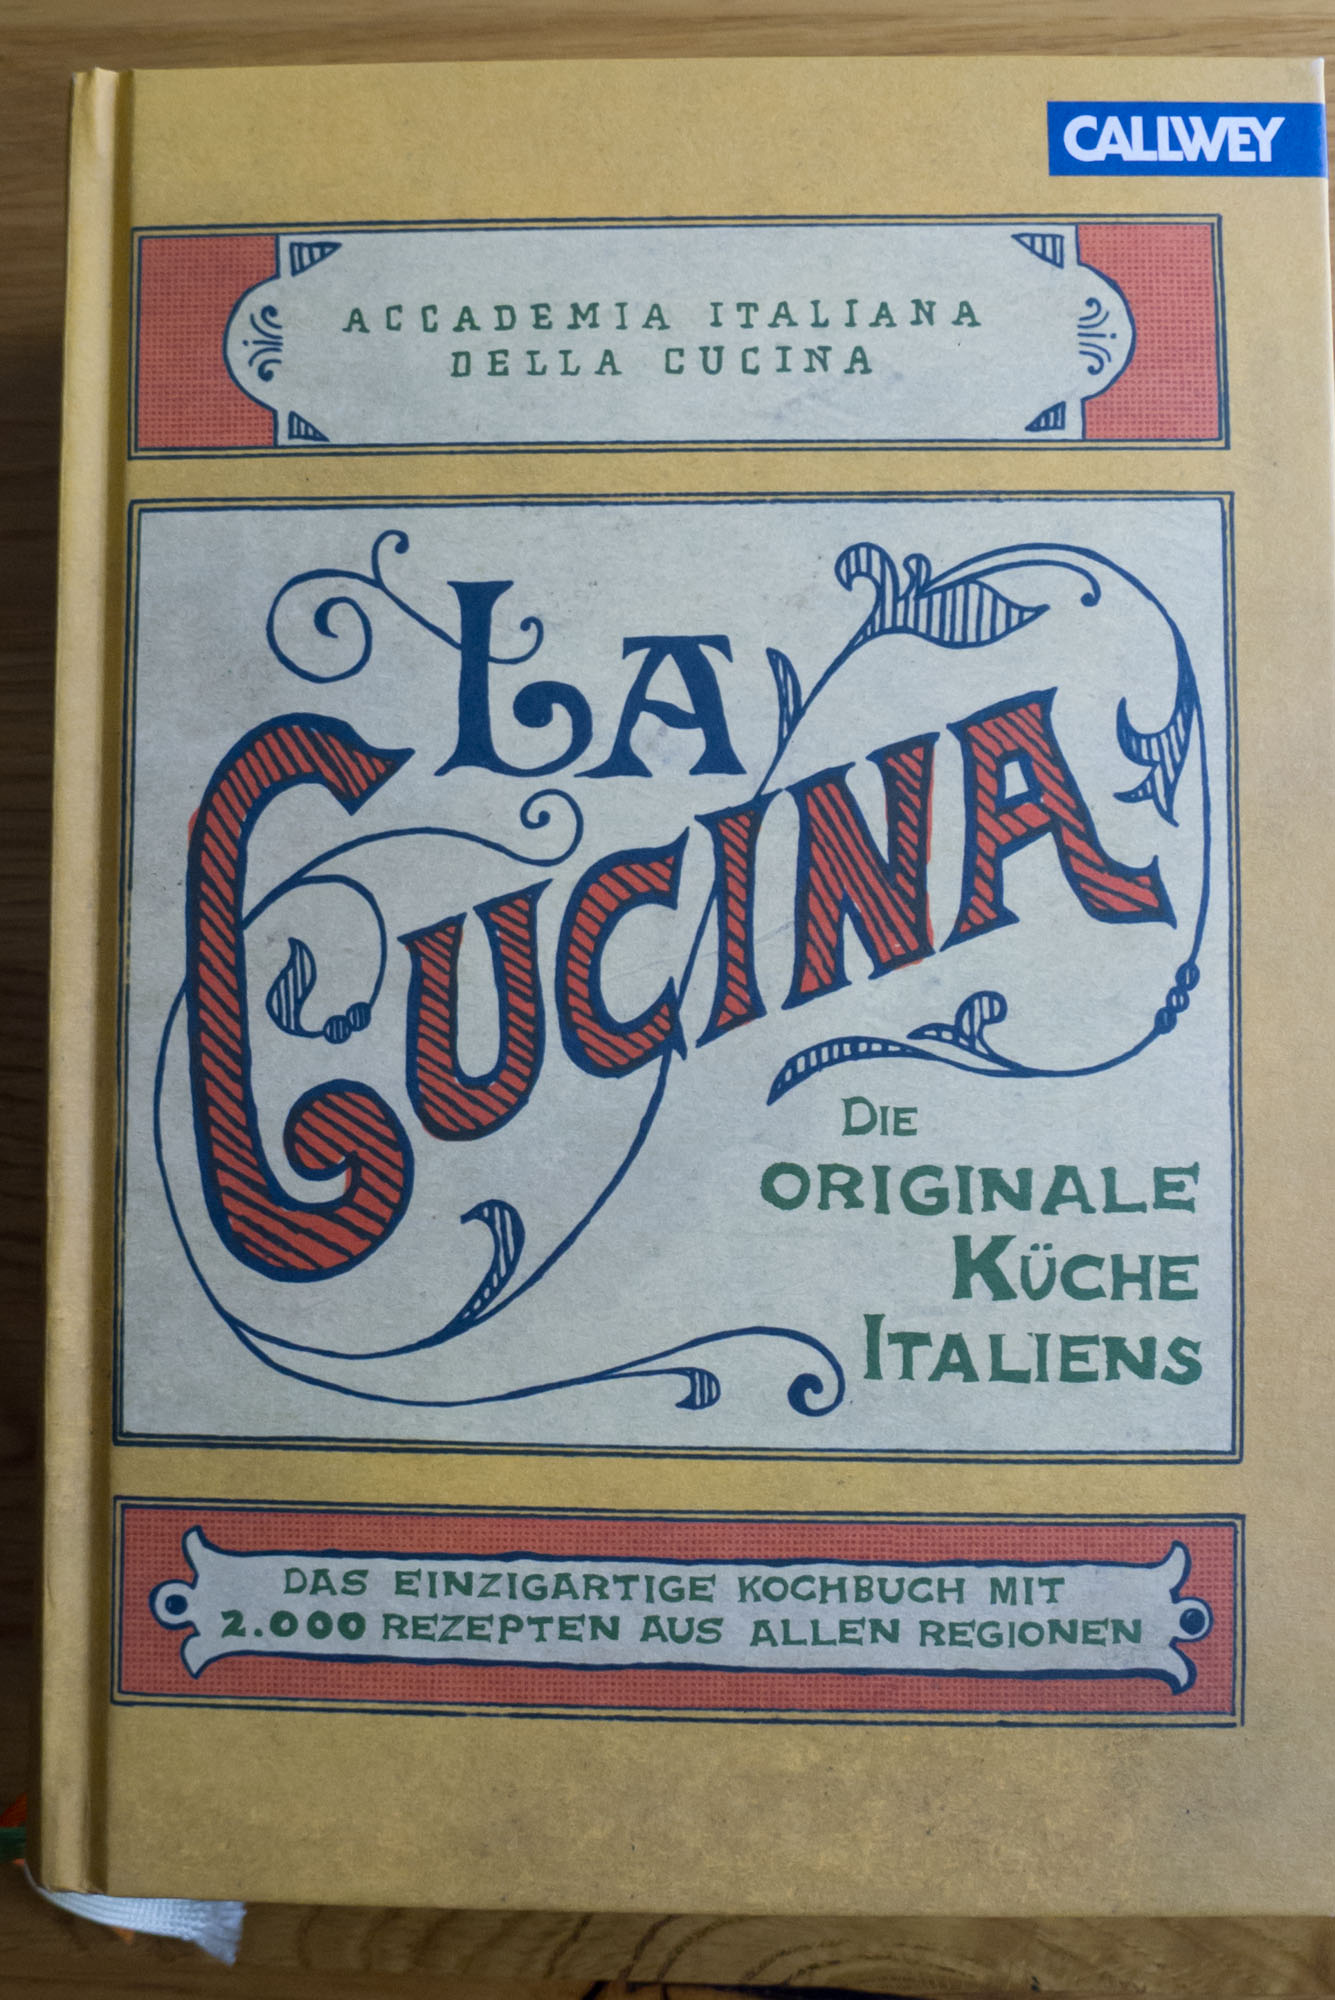 CALLWEY
ACCADEMIA ITALIANA
DELLA CUCINA
LA
CUCINA
DIE
ORIGINALE
KÜCHE
ITALIENS
DAS EINZIGARTIGE KOCHBUCH MIT
2.000 REZEPTEN AUS ALLEN REGIONEN